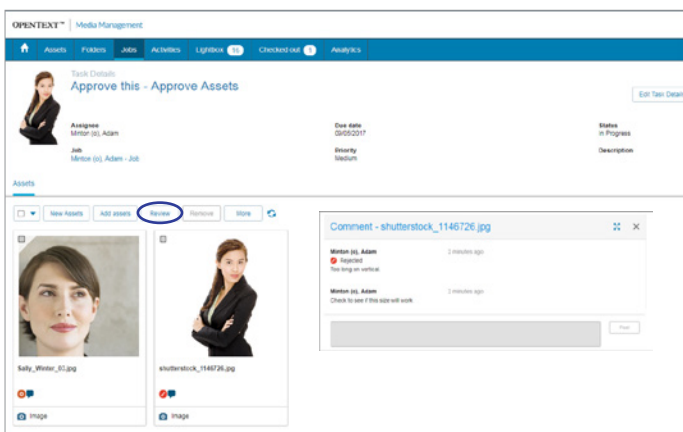 OPENTEXT™ | Media Management
Assets Folders Jobs Activities Lightbox 16 Checked out 1 Analytics
Task Details
Approve this - Approve Assets
Edit Task Detail
Assignee
Minton (o), Adam
Due date
09/05/2017
Status
In Progress
Job
Minton (o), Adam - Job
Priority
Medium
Description
Assets
New Assets Add assets Review Remove More
Comment - shutterstock_1146726.jpg
Minton (o), Adam 2 minutes ago
Rejected
Too long on vertical.
Minton (o), Adam 2 minutes ago
Check to see if this size will work
Post
Sally_Winter_03.jpg
shutterstock_1146726.jpg
Image
Image